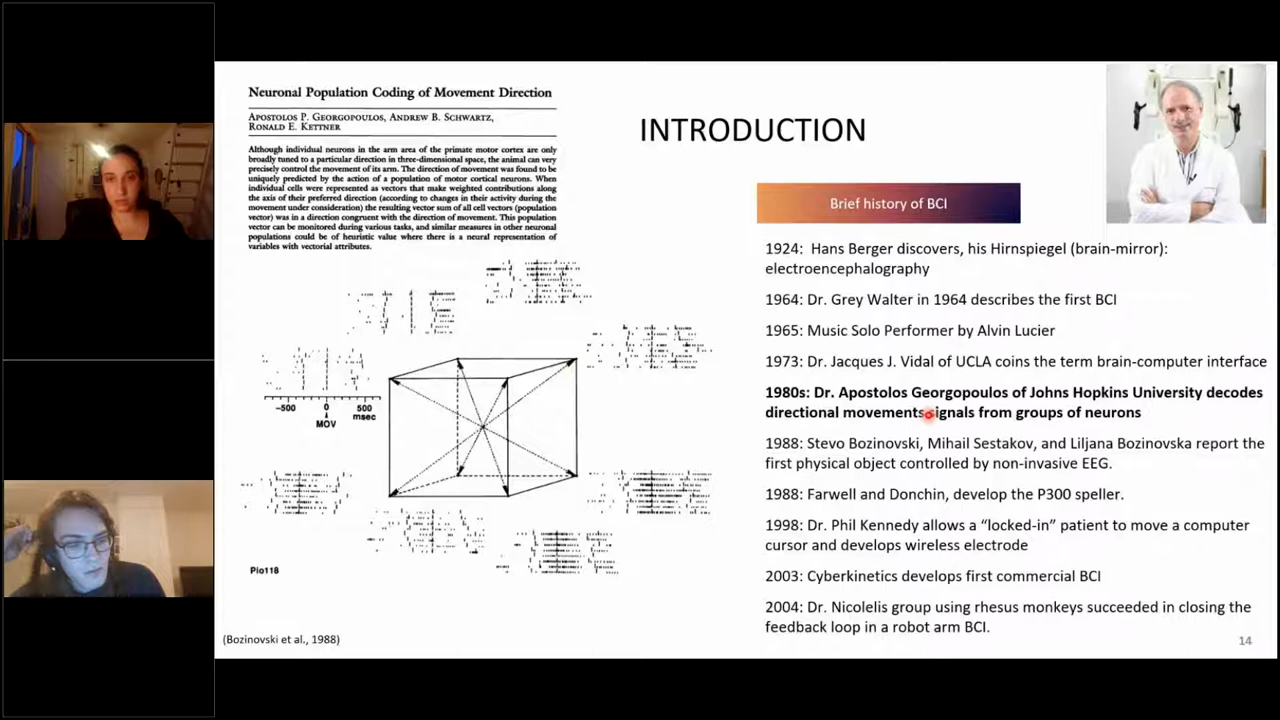 Neuronal Population Coding of Movement Direction
APOSTOLOS P. GEORGOPOULOS, ANDREW B. SCHWARTZ,
RONALD E. KETTNER
Although individual neurons in the arm area of the primate motor cortex are only
broadly tuned to a particular direction in three-dimensional space, the animal can very
precisely control the movement of its arm. The direction of movement was found to be
uniquely predicted by the action of a population of motor cortical neurons. When
individual cells were represented as vectors that make weighted contributions along
the axis of their preferred direction (according to changes in their activity during the
movement under consideration) the resulting vector sum of all cell vectors (population
vector) was in a direction congruent with the direction of movement. This population
vector can be monitored during various tasks, and similar measures in other neuronal
populations could be of heuristic value where there is a neural representation of
variables with vectorial attributes.
-500 0 500
msec
MOV
Pio118
(Bozinovski et al., 1988)
INTRODUCTION
Brief history of BCI
1924: Hans Berger discovers, his Hirnspiegel (brain-mirror):
electroencephalography
1964: Dr. Grey Walter in 1964 describes the first BCI
1965: Music Solo Performer by Alvin Lucier
1973: Dr. Jacques J. Vidal of UCLA coins the term brain-computer interface
1980s: Dr. Apostolos Georgopoulos of Johns Hopkins University decodes
directional movements signals from groups of neurons
1988: Stevo Bozinovski, Mihail Sestakov, and Liljana Bozinovska report the
first physical object controlled by non-invasive EEG.
1988: Farwell and Donchin, develop the P300 speller.
1998: Dr. Phil Kennedy allows a “locked-in” patient to move a computer
cursor and develops wireless electrode
2003: Cyberkinetics develops first commercial BCI
2004: Dr. Nicolelis group using rhesus monkeys succeeded in closing the
feedback loop in a robot arm BCI.
14